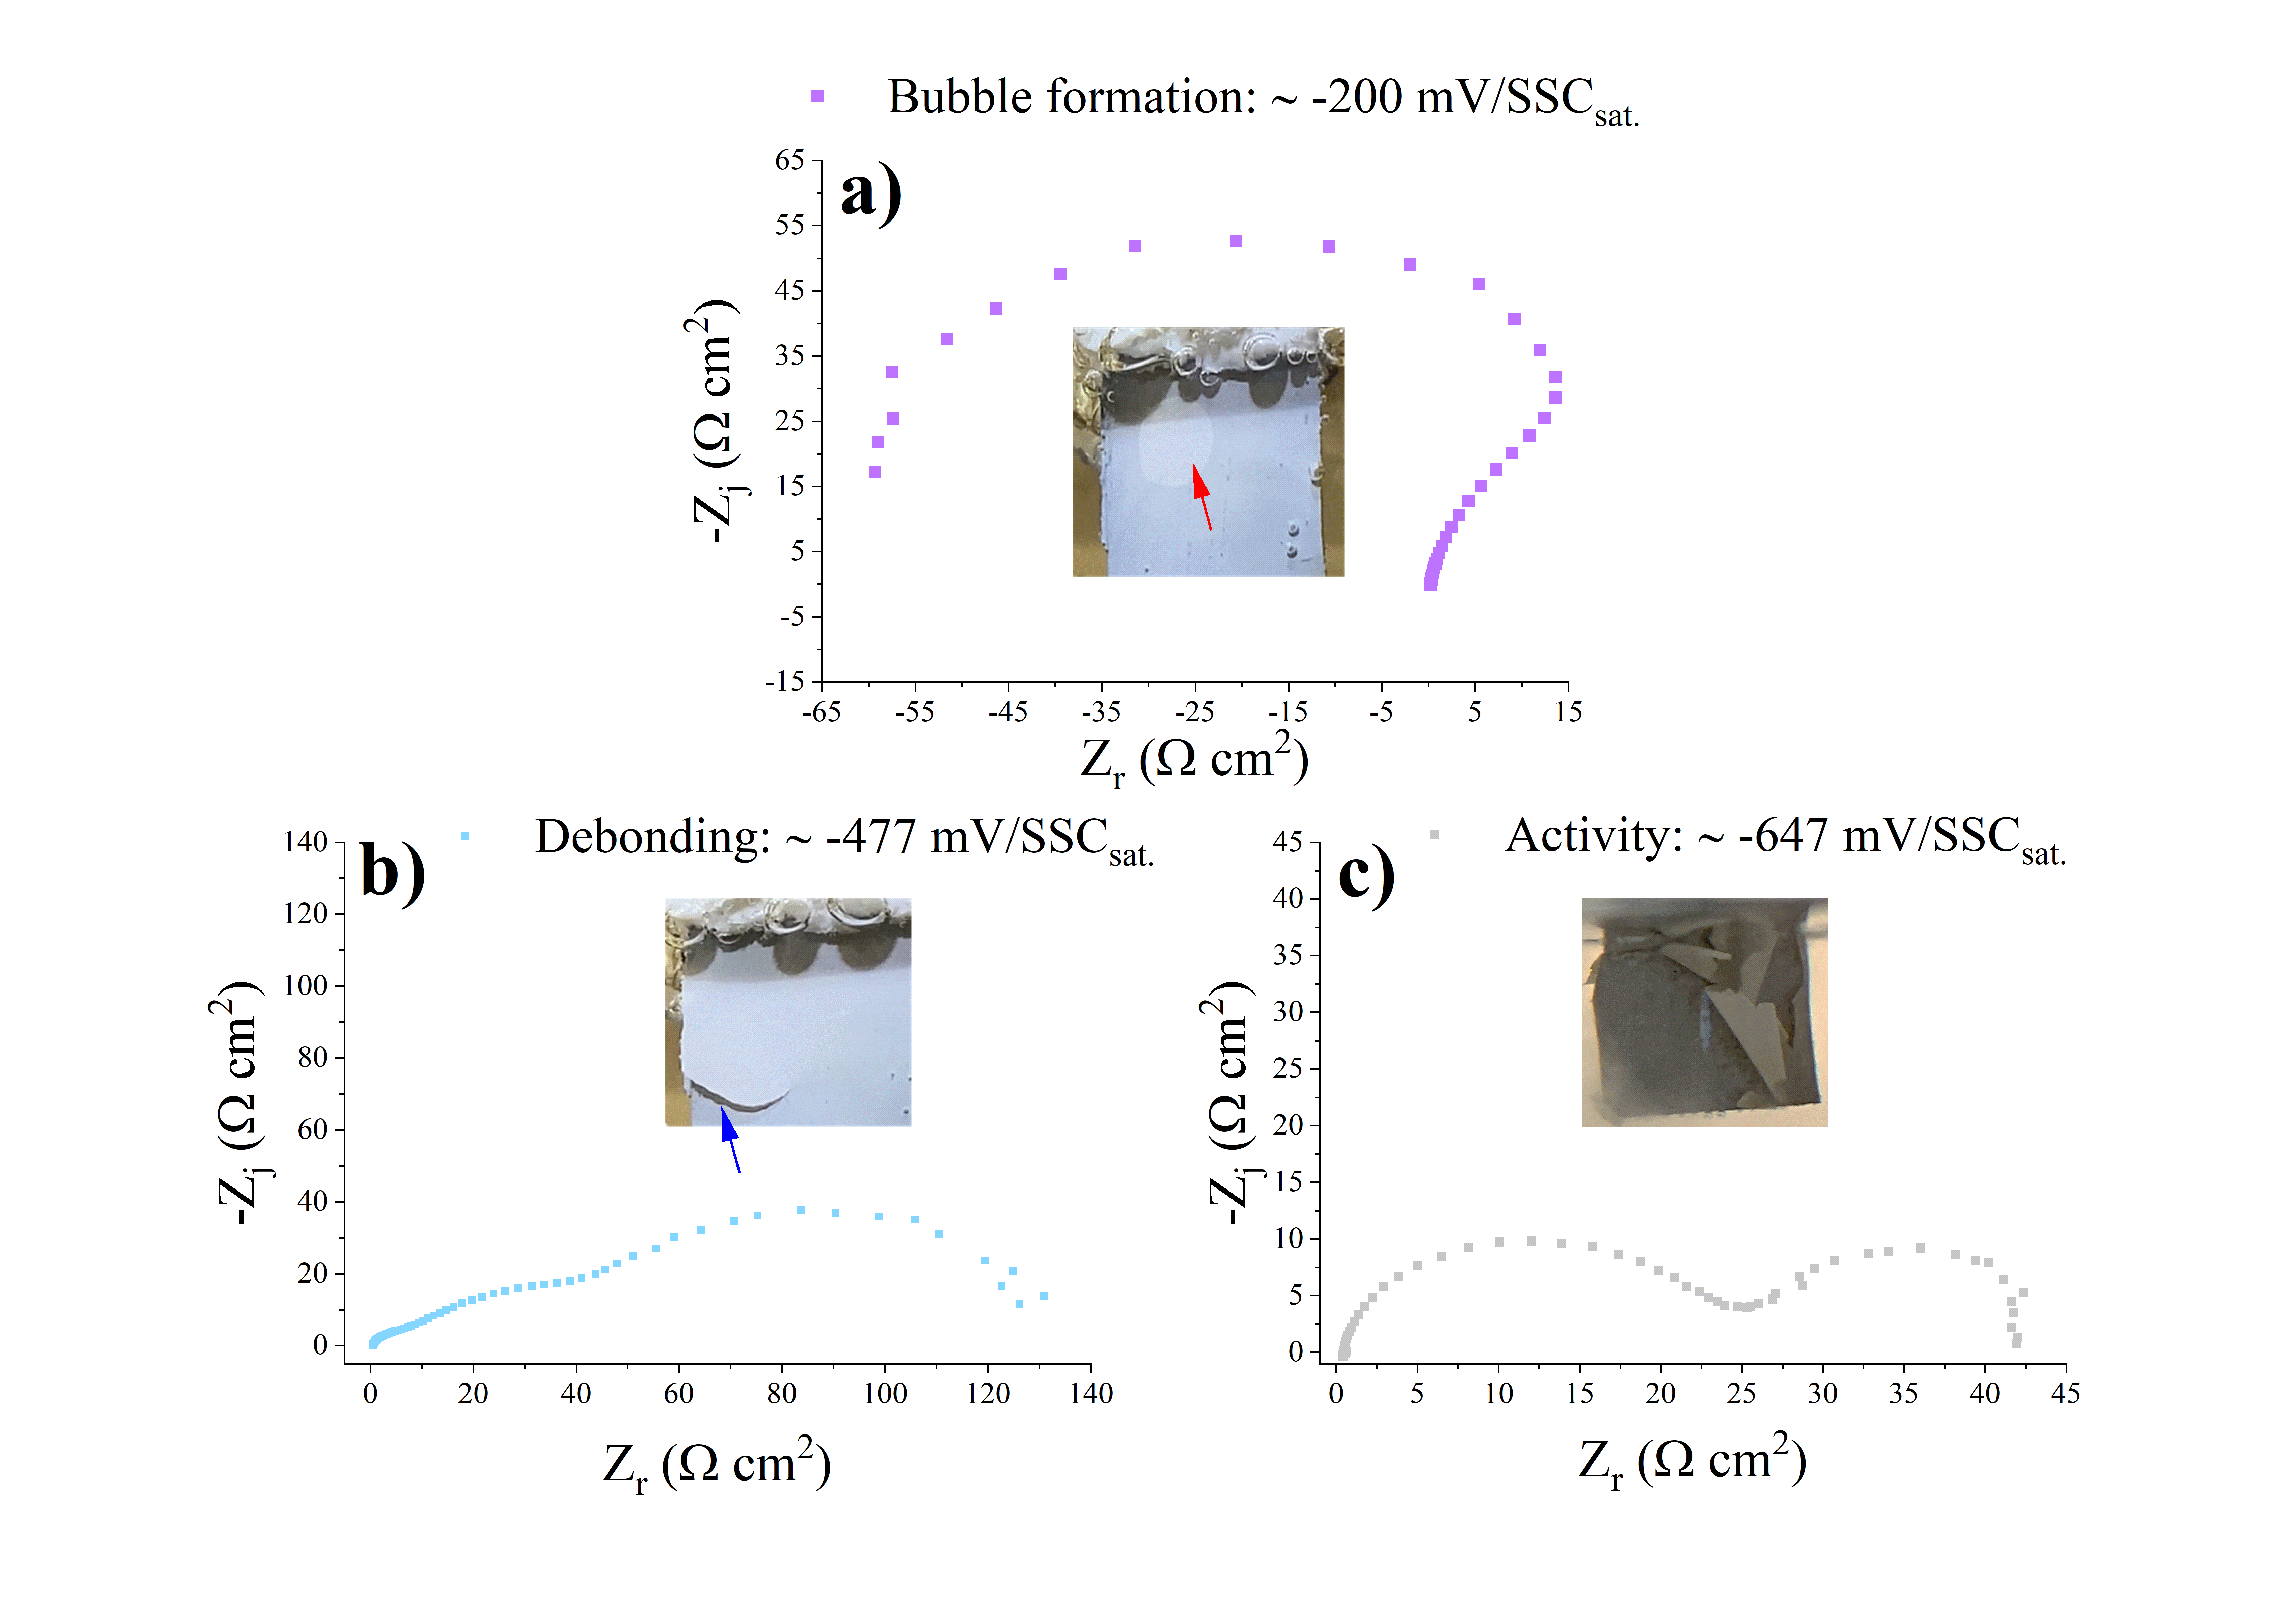 Bubble formation: ~ -200 mV/SSCsat.
a)
65
55
45
35
25
15
5
-5
-15
-Zj (Ω cm2)
-65 -55 -45 -35 -25 -15 -5 5 15
Zr (Ω cm2)
Debonding: ~ -477 mV/SSCsat.
b)
140
120
100
80
60
40
20
0
-Zj (Ω cm2)
0 20 40 60 80 100 120 140
Zr (Ω cm2)
Activity: ~ -647 mV/SSCsat.
c)
45
40
35
30
25
20
15
10
5
0
-Zj (Ω cm2)
0 5 10 15 20 25 30 35 40 45
Zr (Ω cm2)